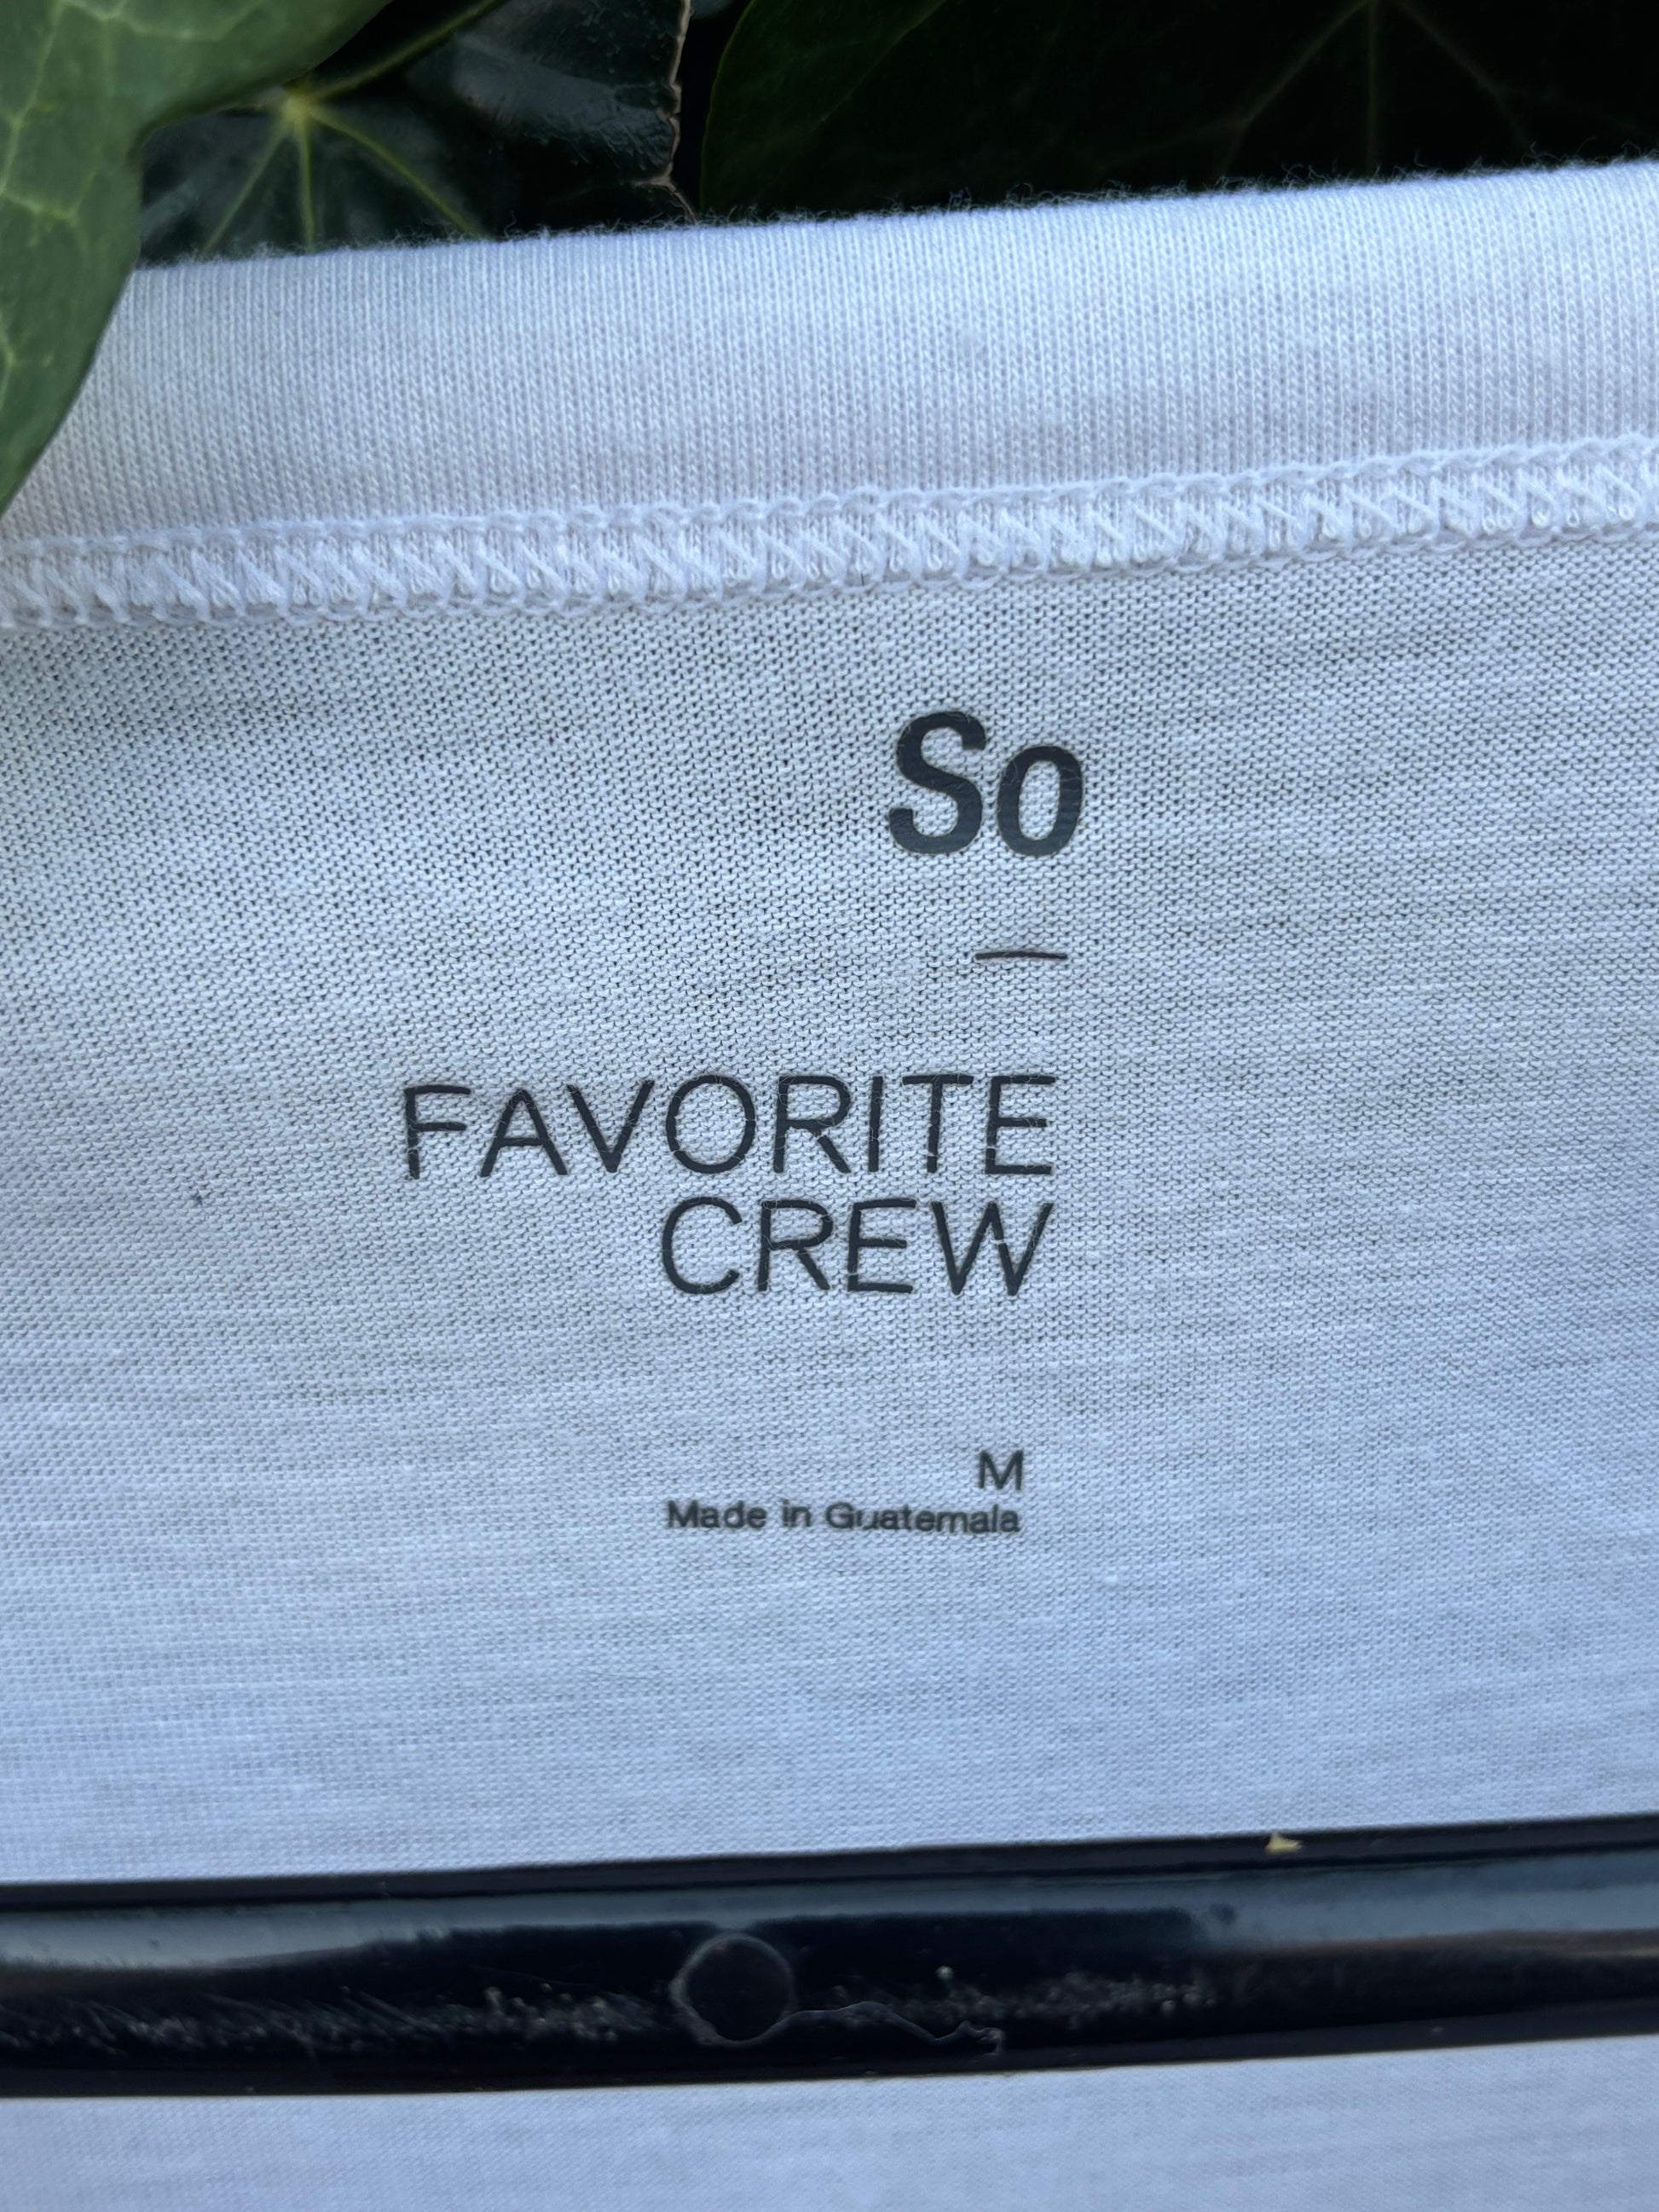 So
—
FAVORITE
CREW
M
Made in Guatemala